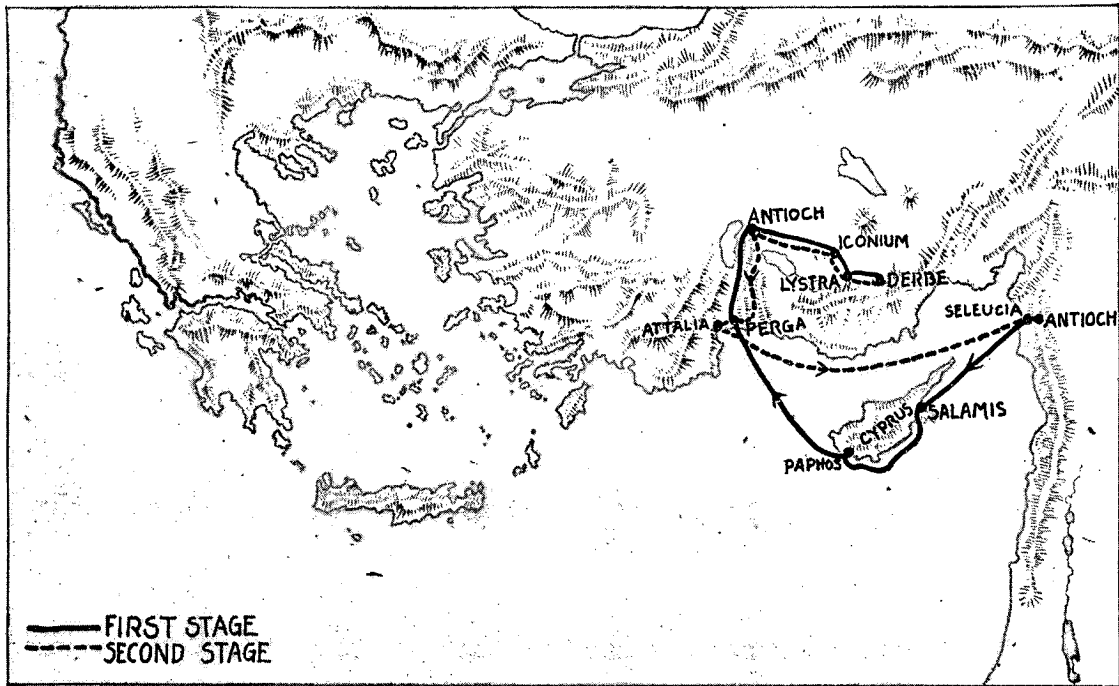 ANTIOCH
ICONIUM
LYSTRA
DERBE
SELEUCIA
ANTIOCH
ATTALIA
PERGA
CYPRUS
SALAMIS
PAPHOS
FIRST STAGE
SECOND STAGE